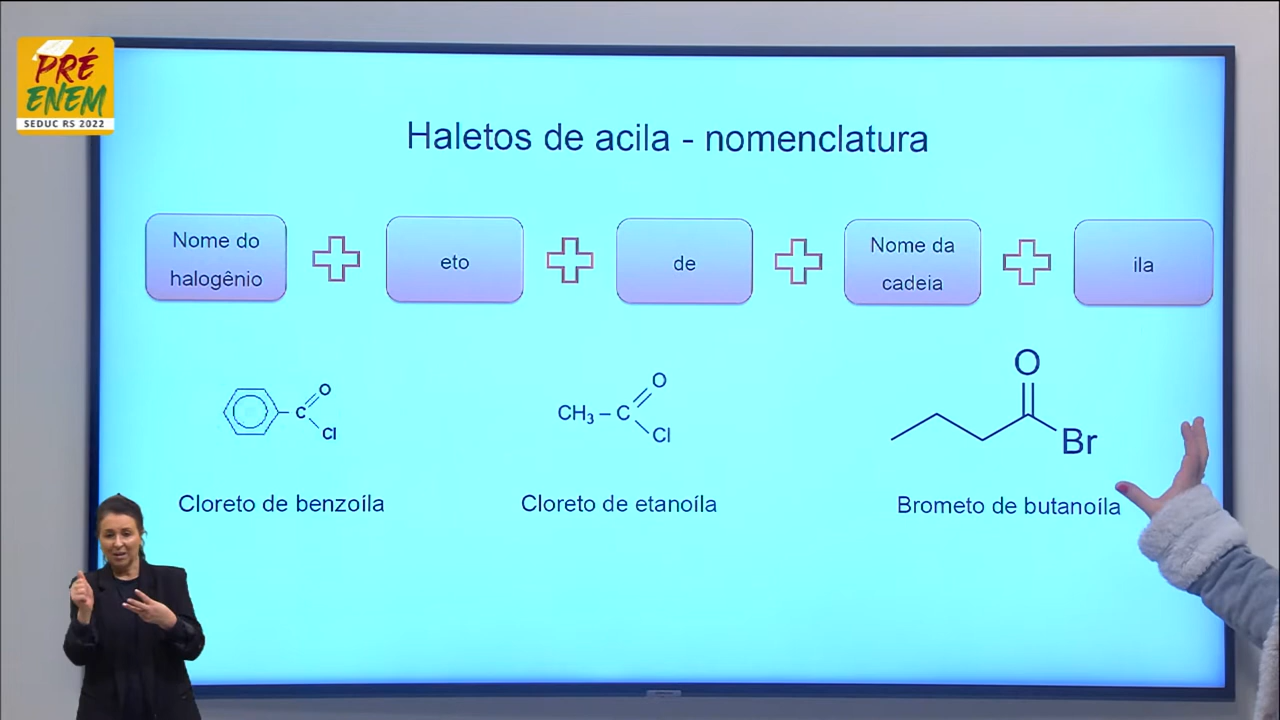 PRÉ
ENEM
SEDUC RS 2022
Haletos de acila - nomenclatura
Nome do
halogênio
eto
de
Nome da
cadeia
ila
O
C
Cl
Cloreto de benzoíla
O
CH₃ – C
Cl
Cloreto de etanoíla
O
Br
Brometo de butanoíla